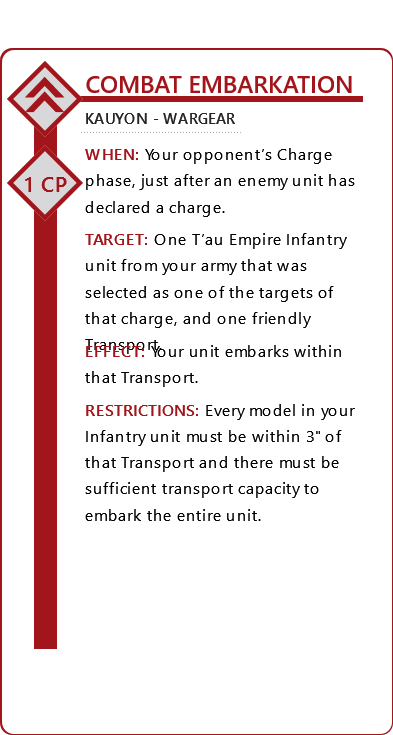 COMBAT EMBARKATION
KAUYON - WARGEAR
1 CP
WHEN: Your opponent's Charge
phase, just after an enemy unit has
declared a charge.
TARGET: One T'au Empire Infantry
unit from your army that was
selected as one of the targets of
that charge, and one friendly
Transport.
EFFECT: Your unit embarks within
that Transport.
RESTRICTIONS: Every model in your
Infantry unit must be within 3" of
that Transport and there must be
sufficient transport capacity to
embark the entire unit.